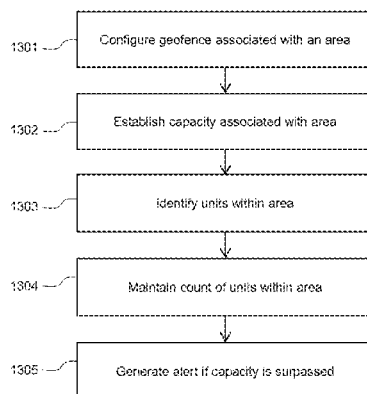 1301 Configure geofence associated with an area
1302 Establish capacity associated with area
1303 Identify units within area
1304 Maintain count of units within area
1305 Generate alert if capacity is surpassed